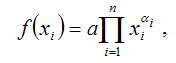 f(x_i) = a∏_{i=1}^{n} x_i^{α_i} ,